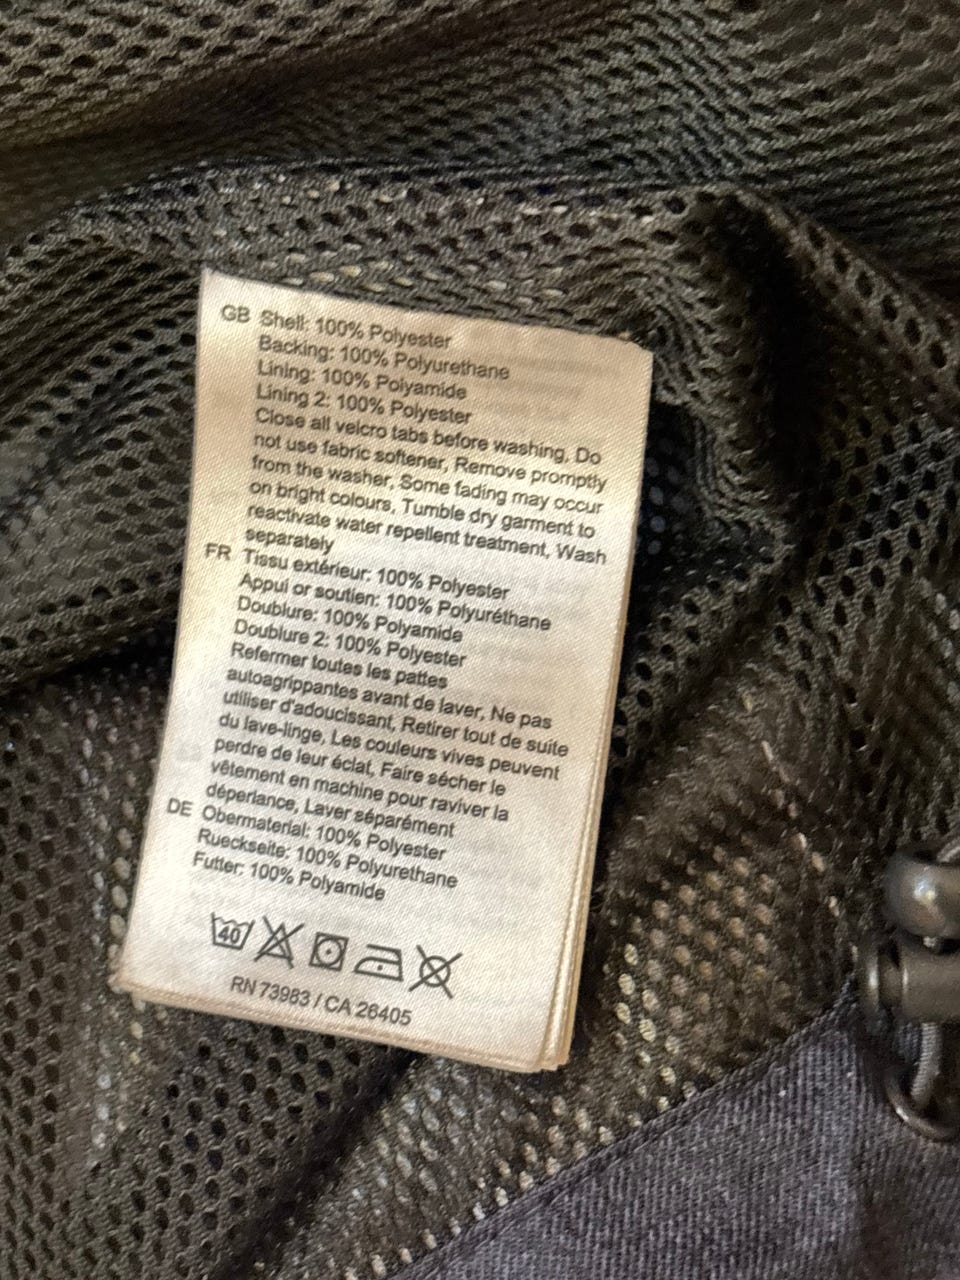 GB Shell: 100% Polyester
Backing: 100% Polyurethane
Lining: 100% Polyamide
Lining 2: 100% Polyester
Close all velcro tabs before washing, Do
not use fabric softener, Remove promptly
from the washer, Some fading may occur
on bright colours, Tumble dry garment to
reactivate water repellent treatment, Wash
separately
FR Tissu extérieur: 100% Polyester
Appui or soutien: 100% Polyuréthane
Doublure: 100% Polyamide
Doublure 2: 100% Polyester
Refermer toutes les pattes
autoagrippantes avant de laver, Ne pas
utiliser d'adoucissant, Retirer tout de suite
du lave-linge, Les couleurs vives peuvent
perdre de leur éclat, Faire sécher le
vêtement en machine pour raviver la
déperlance, Laver séparément
DE Obermaterial: 100% Polyester
Rueckseite: 100% Polyurethane
Futter: 100% Polyamide
40
RN 73983 / CA 26405